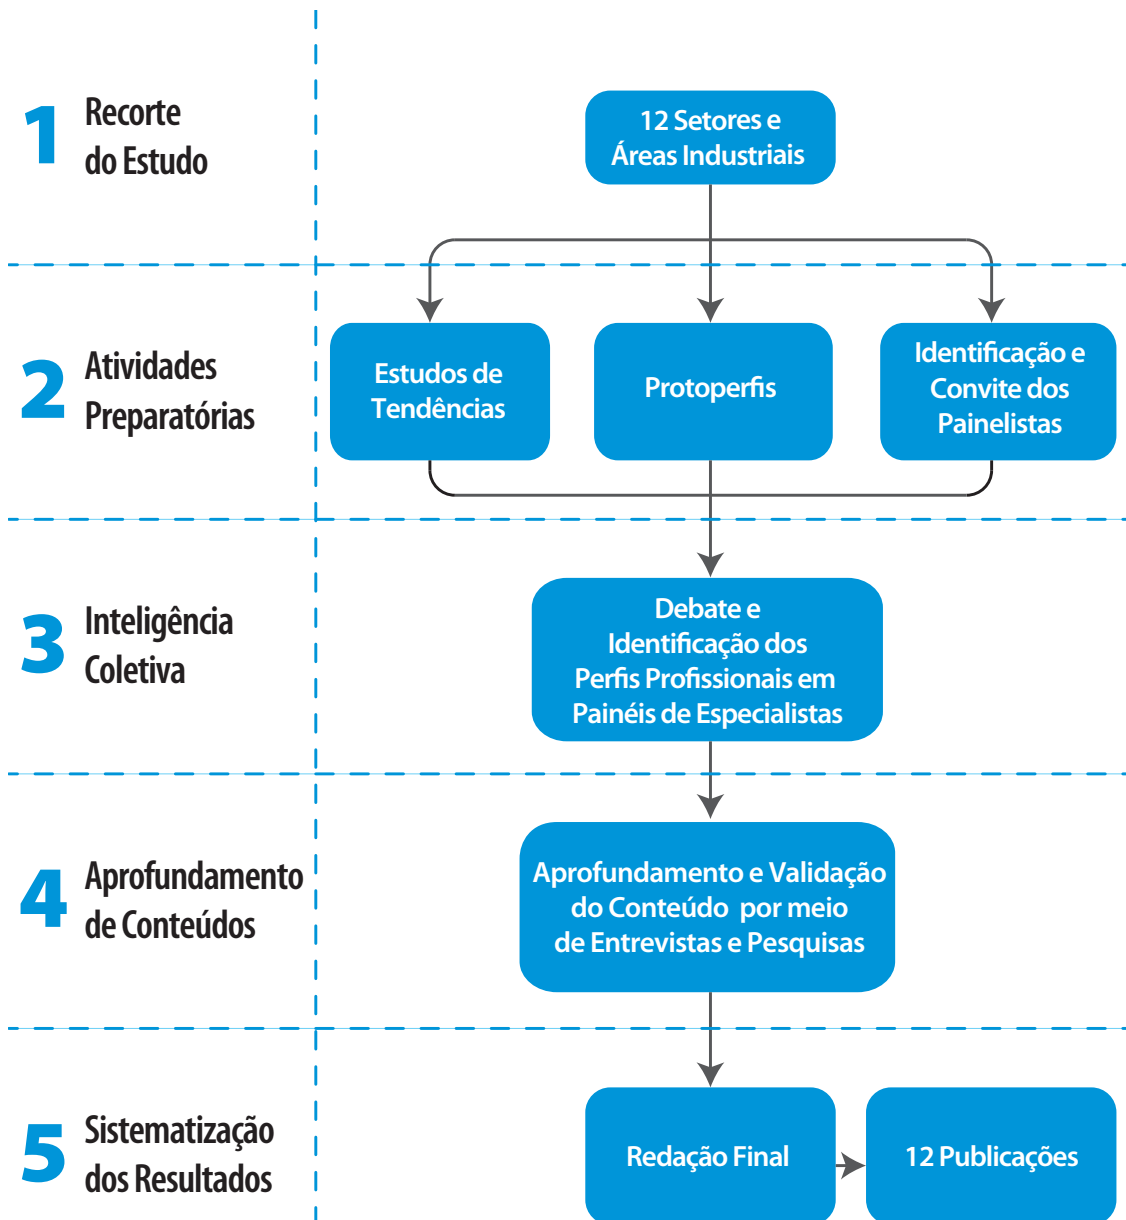 1
Recorte
do Estudo
12 Setores e
Áreas Industriais
2
Atividades
Preparatórias
Estudos de
Tendências
Protoperfis
Identificação e
Convite dos
Painelistas
3
Inteligência
Coletiva
Debate e
Identificação dos
Perfis Profissionais em
Painéis de Especialistas
4
Aprofundamento
de Conteúdos
Aprofundamento e Validação
do Conteúdo por meio
de Entrevistas e Pesquisas
5
Sistematização
dos Resultados
Redação Final
12 Publicações